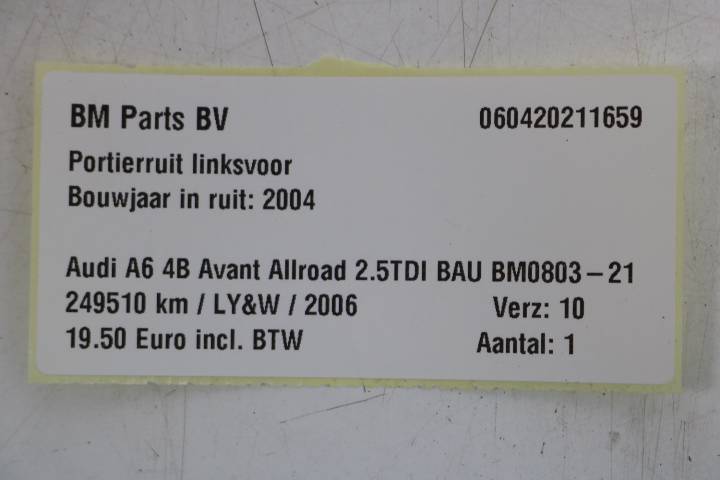 BM Parts BV 060420211659
Portierruit linksvoor
Bouwjaar in ruit: 2004
Audi A6 4B Avant Allroad 2.5TDI BAU BM0803-21
249510 km / LY&W / 2006 Verz: 10
19.50 Euro incl. BTW Aantal: 1